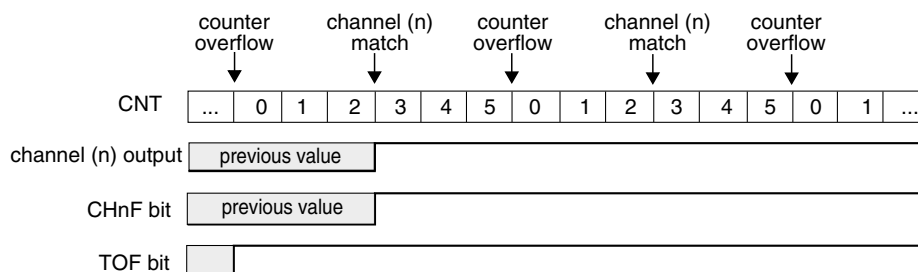 counter overflow
channel (n) match
counter overflow
channel (n) match
counter overflow
CNT ... 0 1 2 3 4 5 0 1 2 3 4 5 0 1 ...
channel (n) output previous value
CHnF bit previous value
TOF bit